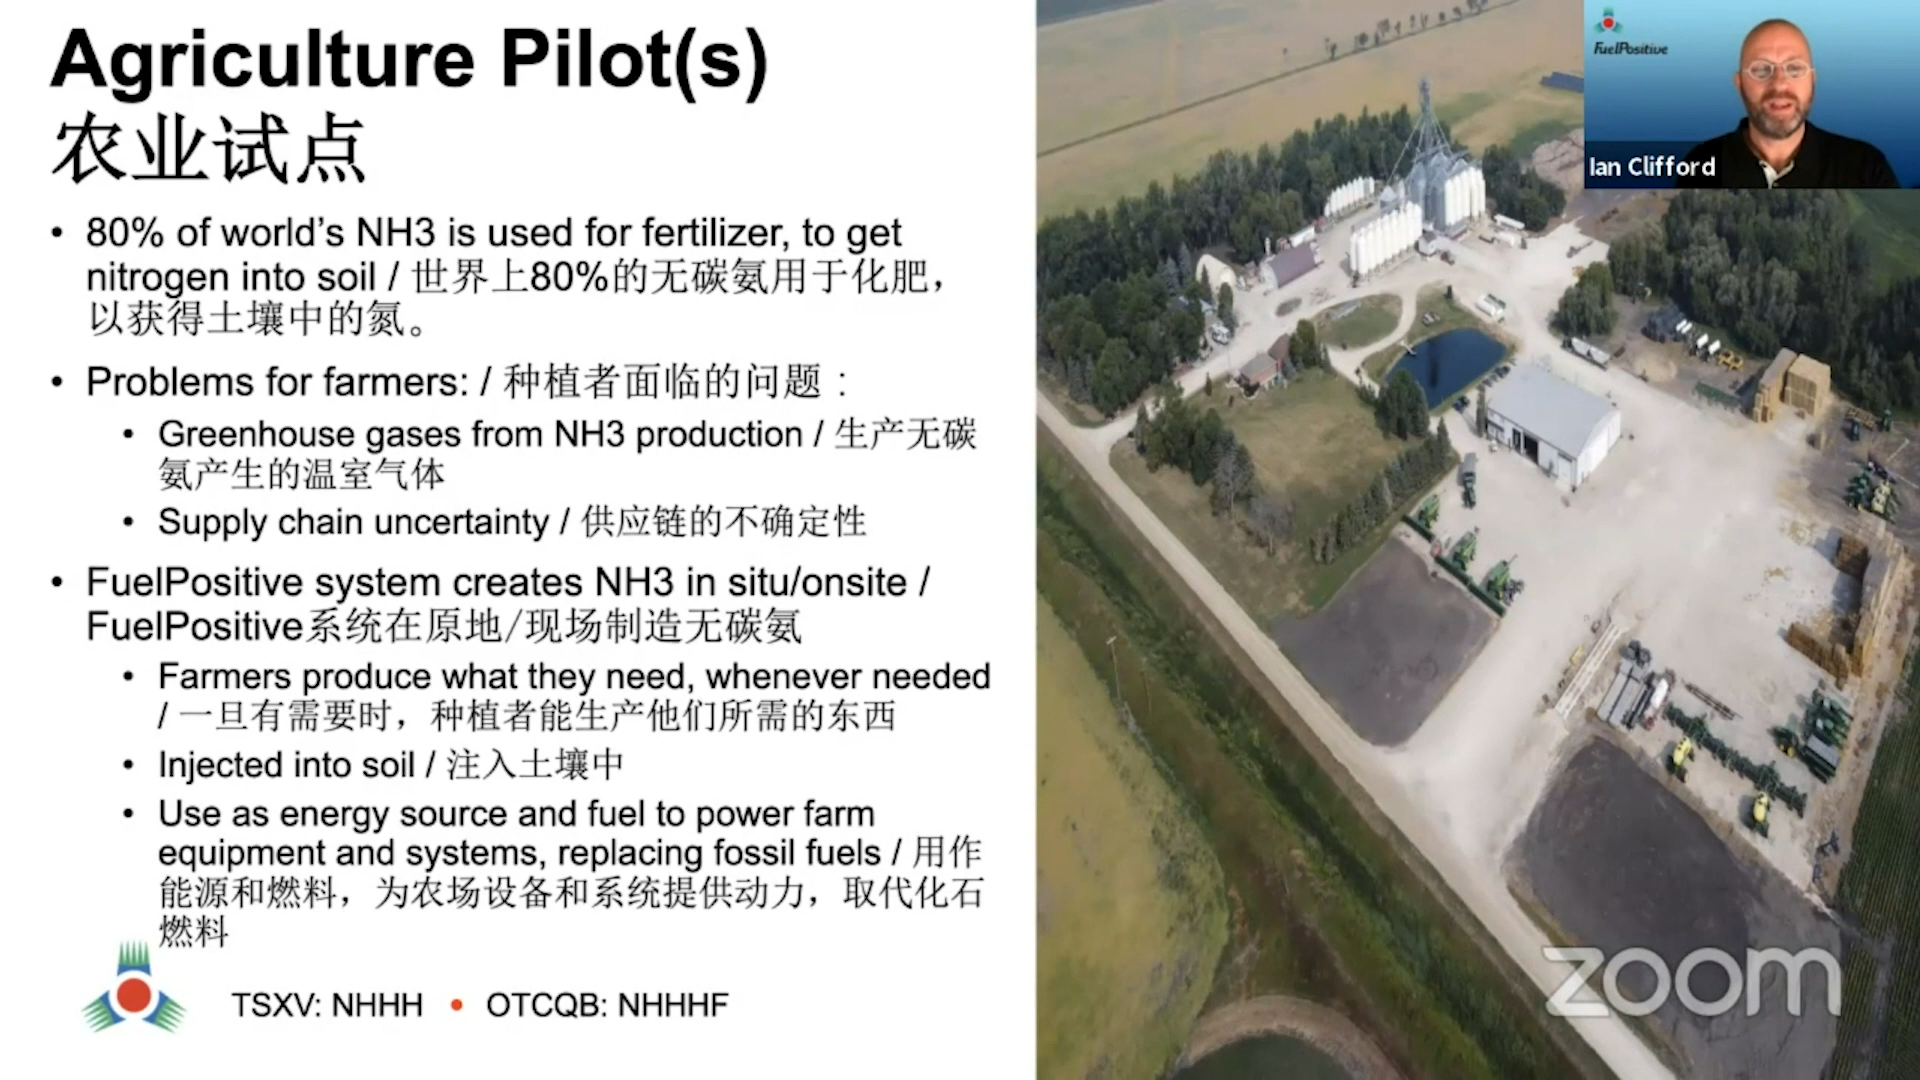 Agriculture Pilot(s)
农业试点
• 80% of world’s NH3 is used for fertilizer, to get
nitrogen into soil / 世界上80%的无碳氨用于化肥，
以获得土壤中的氮。
• Problems for farmers: / 种植者面临的问题：
• Greenhouse gases from NH3 production / 生产无碳
氨产生的温室气体
• Supply chain uncertainty / 供应链的不确定性
• FuelPositive system creates NH3 in situ/onsite /
FuelPositive系统在原地/现场制造无碳氨
• Farmers produce what they need, whenever needed
/ 一旦有需要时，种植者能生产他们所需的东西
• Injected into soil / 注入土壤中
• Use as energy source and fuel to power farm
equipment and systems, replacing fossil fuels / 用作
能源和燃料，为农场设备和系统提供动力，取代化石
燃料
TSXV: NHHH • OTCQB: NHHHF
FuelPositive
Ian Clifford
zoom